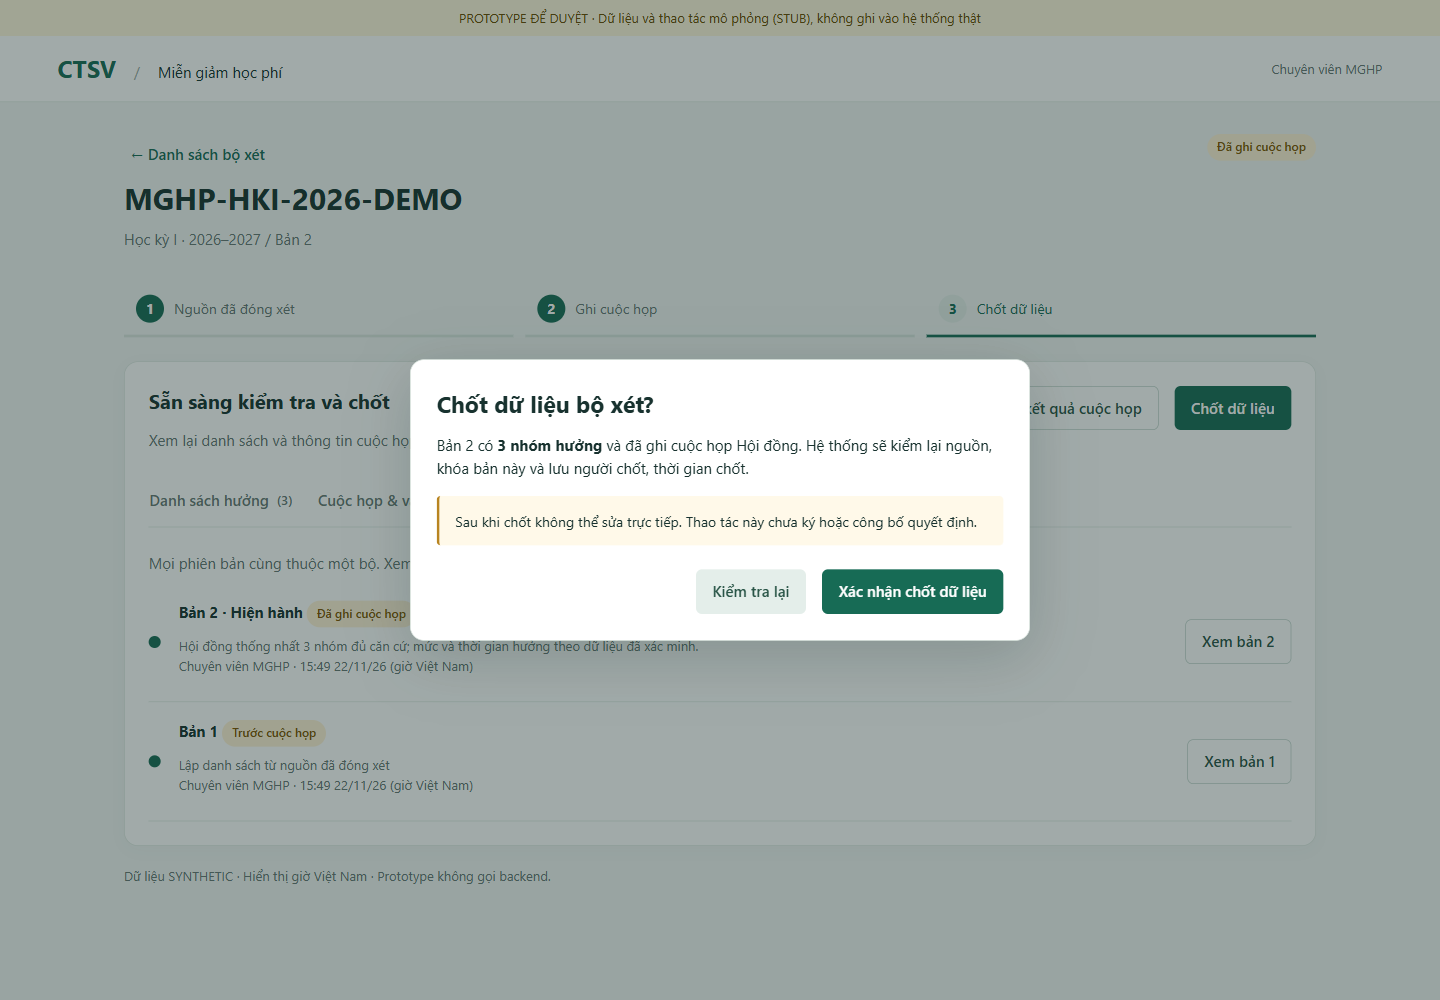 PROTOTYPE ĐỂ DUYỆT · Dữ liệu và thao tác mô phỏng (STUB), không ghi vào hệ thống thật
CTSV / Miễn giảm học phí
Chuyên viên MGHP
← Danh sách bộ xét
Đã ghi cuộc họp
MGHP-HKI-2026-DEMO
Học kỳ I · 2026–2027 / Bản 2
1 Nguồn đã đóng xét
2 Ghi cuộc họp
3 Chốt dữ liệu
Sẵn sàng kiểm tra và chốt
quả cuộc họp
Chốt dữ liệu
Xem lại danh sách và thông tin cuộc
Danh sách hưởng (3)
Cuộc họp &
Mọi phiên bản cùng thuộc một bộ. Xem
Chốt dữ liệu bộ xét?
Bản 2 có 3 nhóm hưởng và đã ghi cuộc họp Hội đồng. Hệ thống sẽ kiểm lại nguồn,
khóa bản này và lưu người chốt, thời gian chốt.
Sau khi chốt không thể sửa trực tiếp. Thao tác này chưa ký hoặc công bố quyết định.
Kiểm tra lại
Xác nhận chốt dữ liệu
Bản 2 · Hiện hành Đã ghi cuộc họp
Hội đồng thống nhất 3 nhóm đủ căn cứ; mức và thời gian hưởng theo dữ liệu đã xác minh.
Chuyên viên MGHP · 15:49 22/11/26 (giờ Việt Nam)
Xem bản 2
Bản 1 Trước cuộc họp
Lập danh sách từ nguồn đã đóng xét
Chuyên viên MGHP · 15:49 22/11/26 (giờ Việt Nam)
Xem bản 1
Dữ liệu SYNTHETIC · Hiển thị giờ Việt Nam · Prototype không gọi backend.